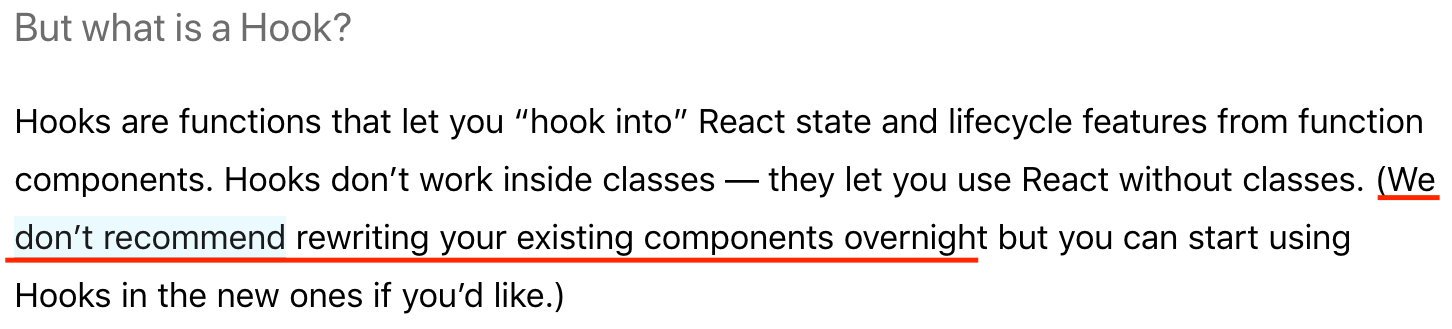 But what is a Hook?
Hooks are functions that let you “hook into” React state and lifecycle features from function
components. Hooks don’t work inside classes — they let you use React without classes. (We
don’t recommend rewriting your existing components overnight but you can start using
Hooks in the new ones if you’d like.)